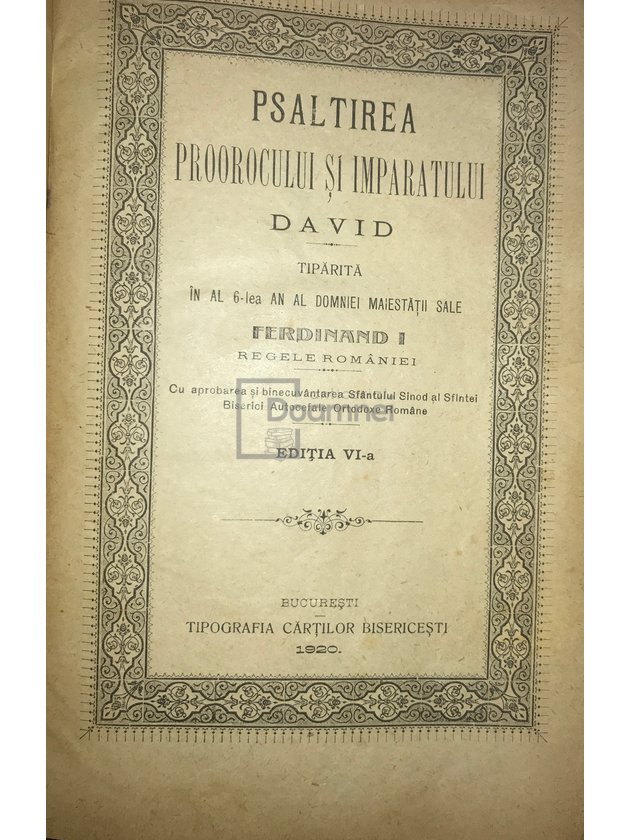 PSALTIREA
PROOROCULUI ȘI IMPARATULUI
DAVID
TIPĂRITĂ
ÎN AL 6-lea AN AL DOMNIEI MAIESTĂȚII SALE
FERDINAND I
REGELE ROMÂNIEI
Cu aprobarea și binecuvântarea Sfântului Sinod al Sfintei
Biserici Autocefale Ortodoxe Române
Doamnei
EDIȚIA VI-a
BUCUREȘTI
TIPOGRAFIA CĂRȚILOR BISERICEȘTI
1920.